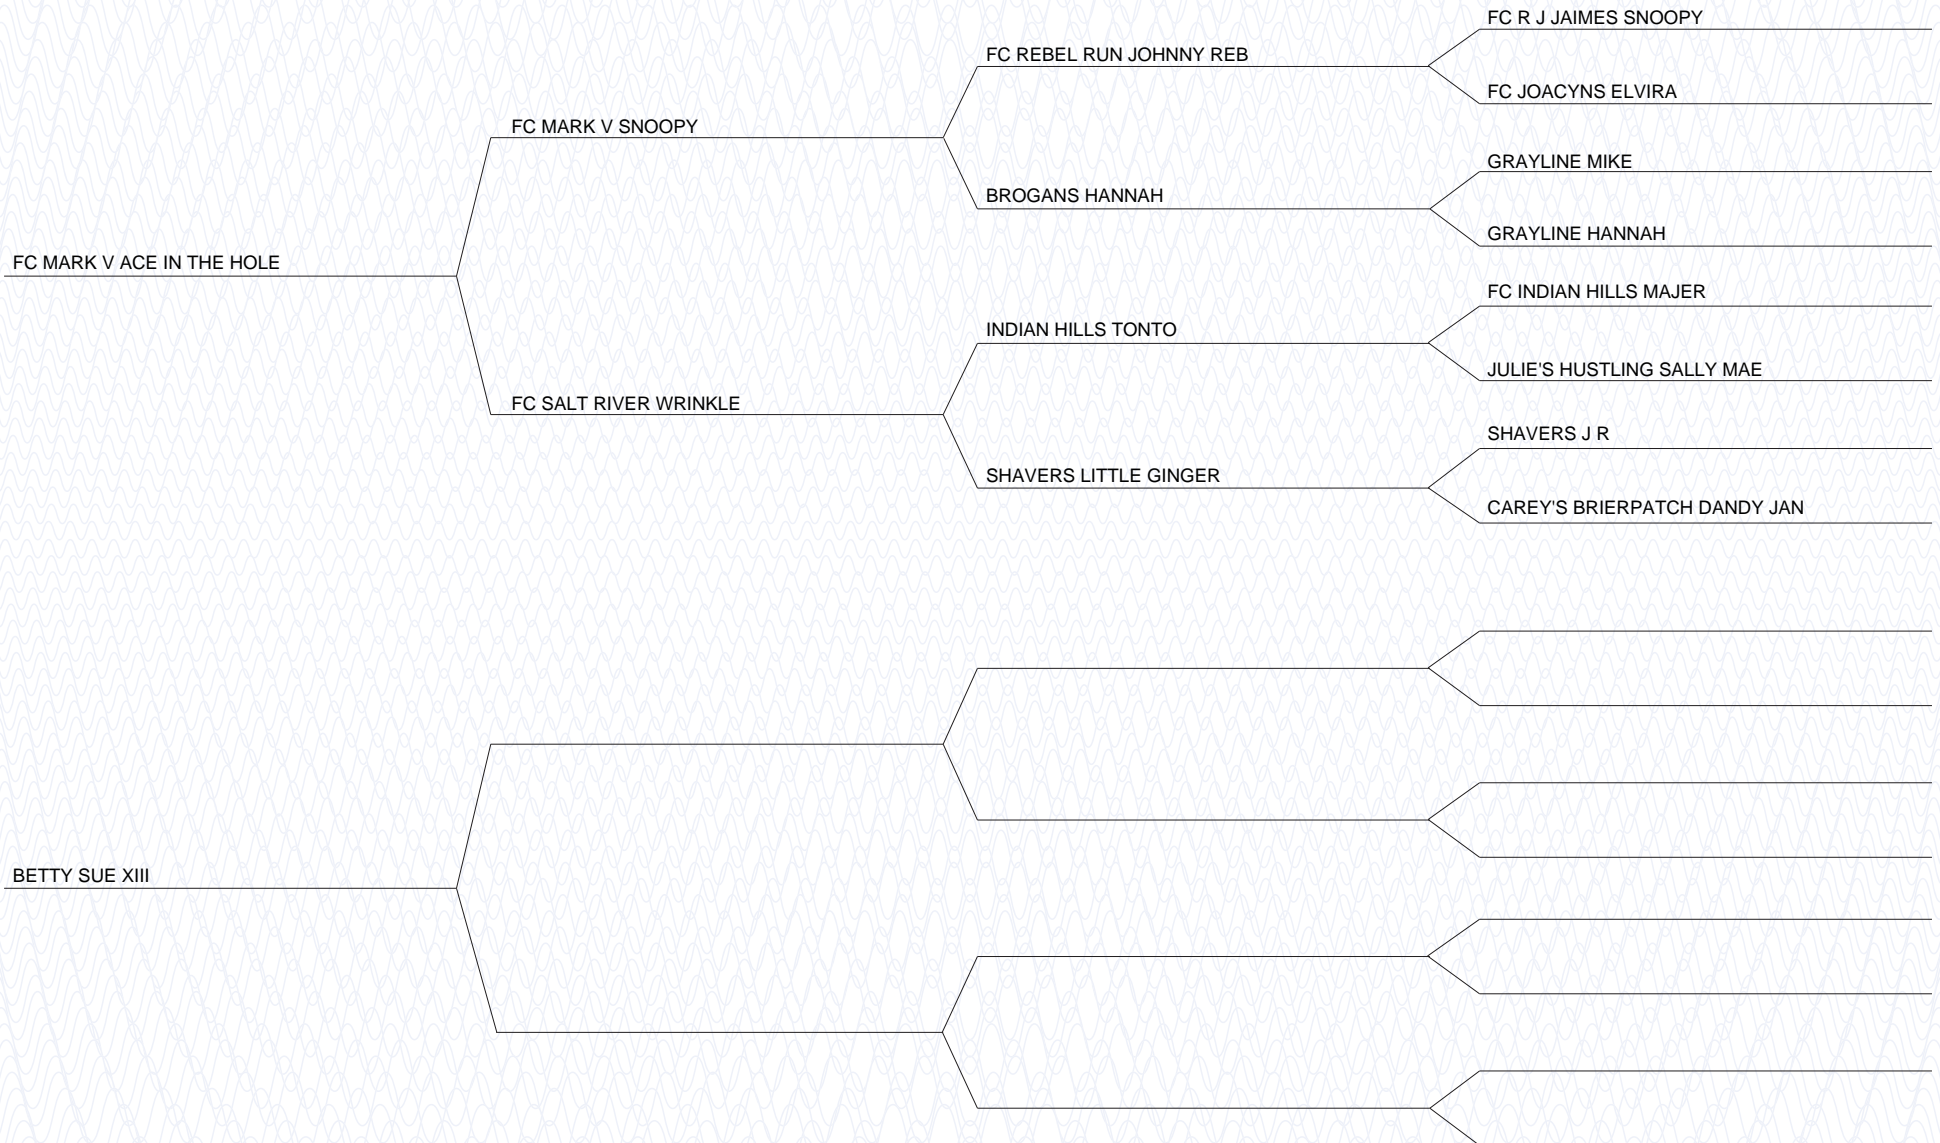 FC R J JAIMES SNOOPY
FC REBEL RUN JOHNNY REB
FC JOACYNS ELVIRA
FC MARK V SNOOPY
GRAYLINE MIKE
BROGANS HANNAH
GRAYLINE HANNAH
FC MARK V ACE IN THE HOLE
FC INDIAN HILLS MAJER
INDIAN HILLS TONTO
JULIE'S HUSTLING SALLY MAE
FC SALT RIVER WRINKLE
SHAVERS J R
SHAVERS LITTLE GINGER
CAREY'S BRIERPATCH DANDY JAN
BETTY SUE XIII